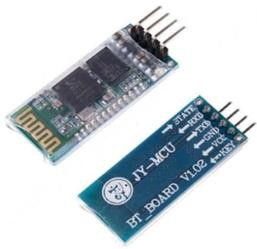 STATE
RXD
TXD
GND
VCC
KEY
JY-MCU
BT_BOARD V1.02